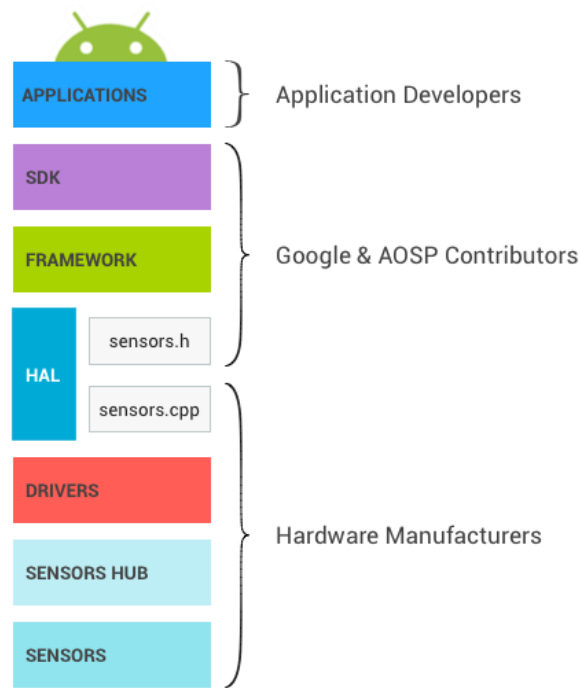 APPLICATIONS
Application Developers
SDK
FRAMEWORK
Google & AOSP Contributors
HAL
sensors.h
sensors.cpp
DRIVERS
Hardware Manufacturers
SENSORS HUB
SENSORS